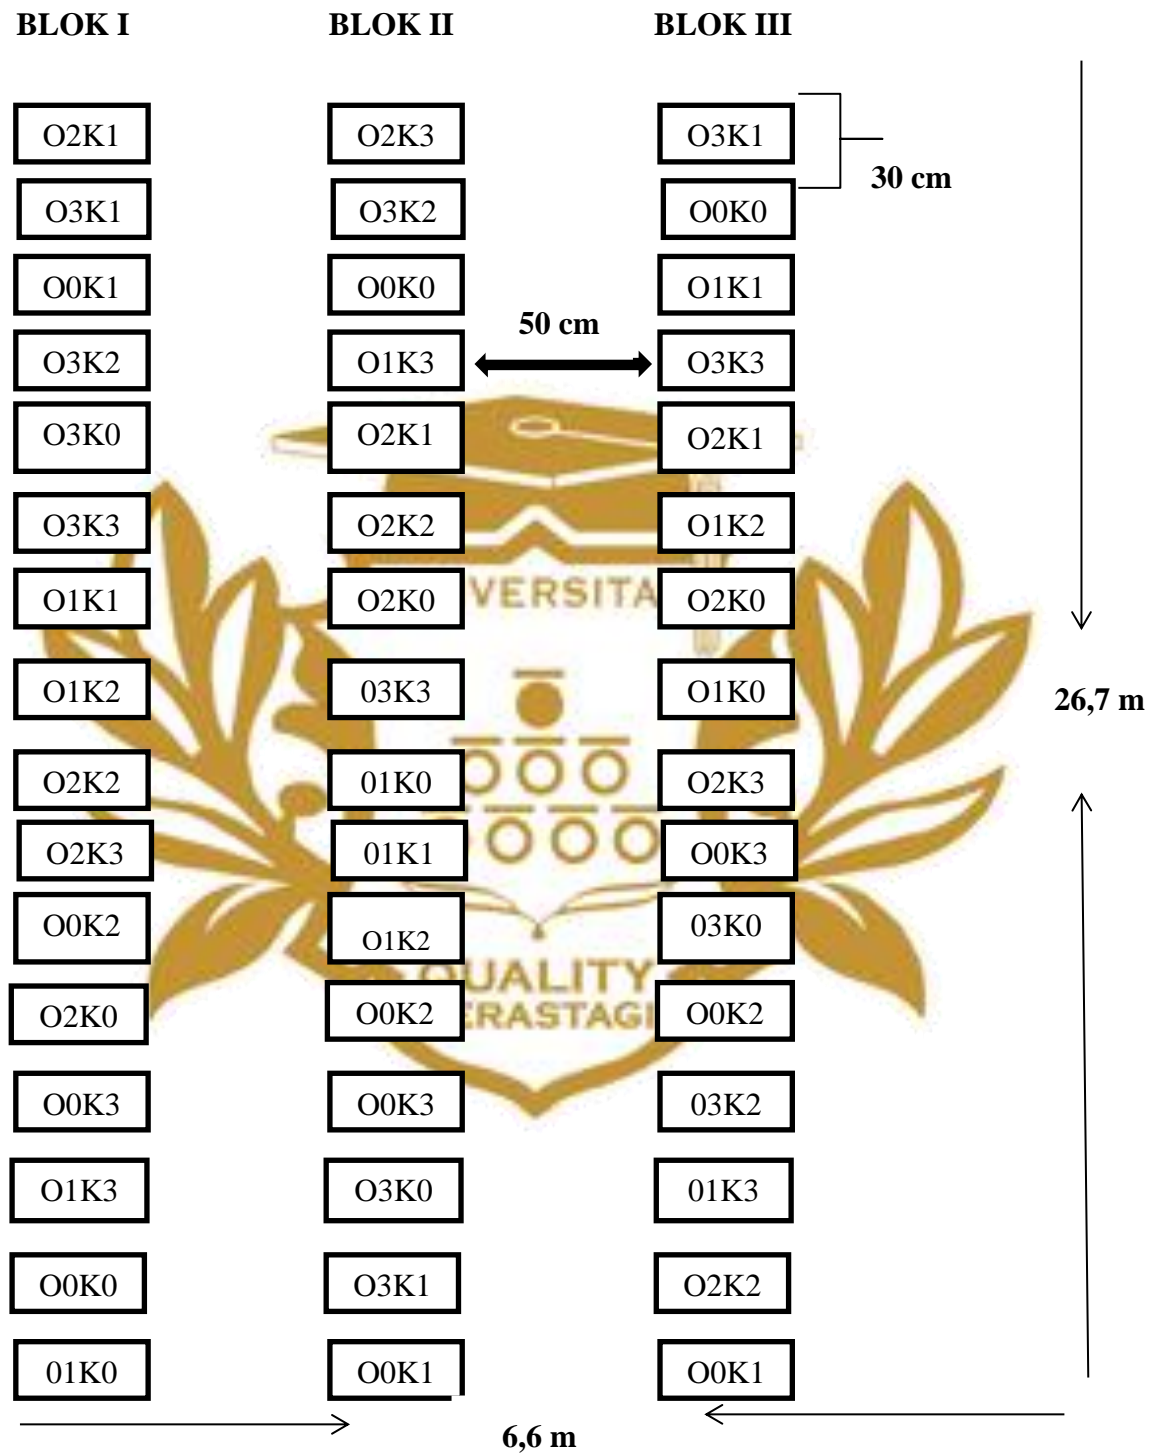 BLOK I BLOK II BLOK III
O2K1 O2K3 O3K1
30 cm
O3K1 O3K2 O0K0
O0K1 O0K0 O1K1
50 cm
O3K2 O1K3 O3K3
O3K0 O2K1 O2K1
O3K3 O2K2 O1K2
O1K1 O2K0 VERSITA O2K0
O1K2 03K3 O1K0
26,7 m
O2K2 01K0 O2K3
O2K3 01K1 O0K3
O0K2 O1K2 03K0
QUALITY
O2K0 O0K2 ERASTAGI O0K2
O0K3 O0K3 03K2
O1K3 O3K0 01K3
O0K0 O3K1 O2K2
01K0 O0K1 O0K1
6,6 m